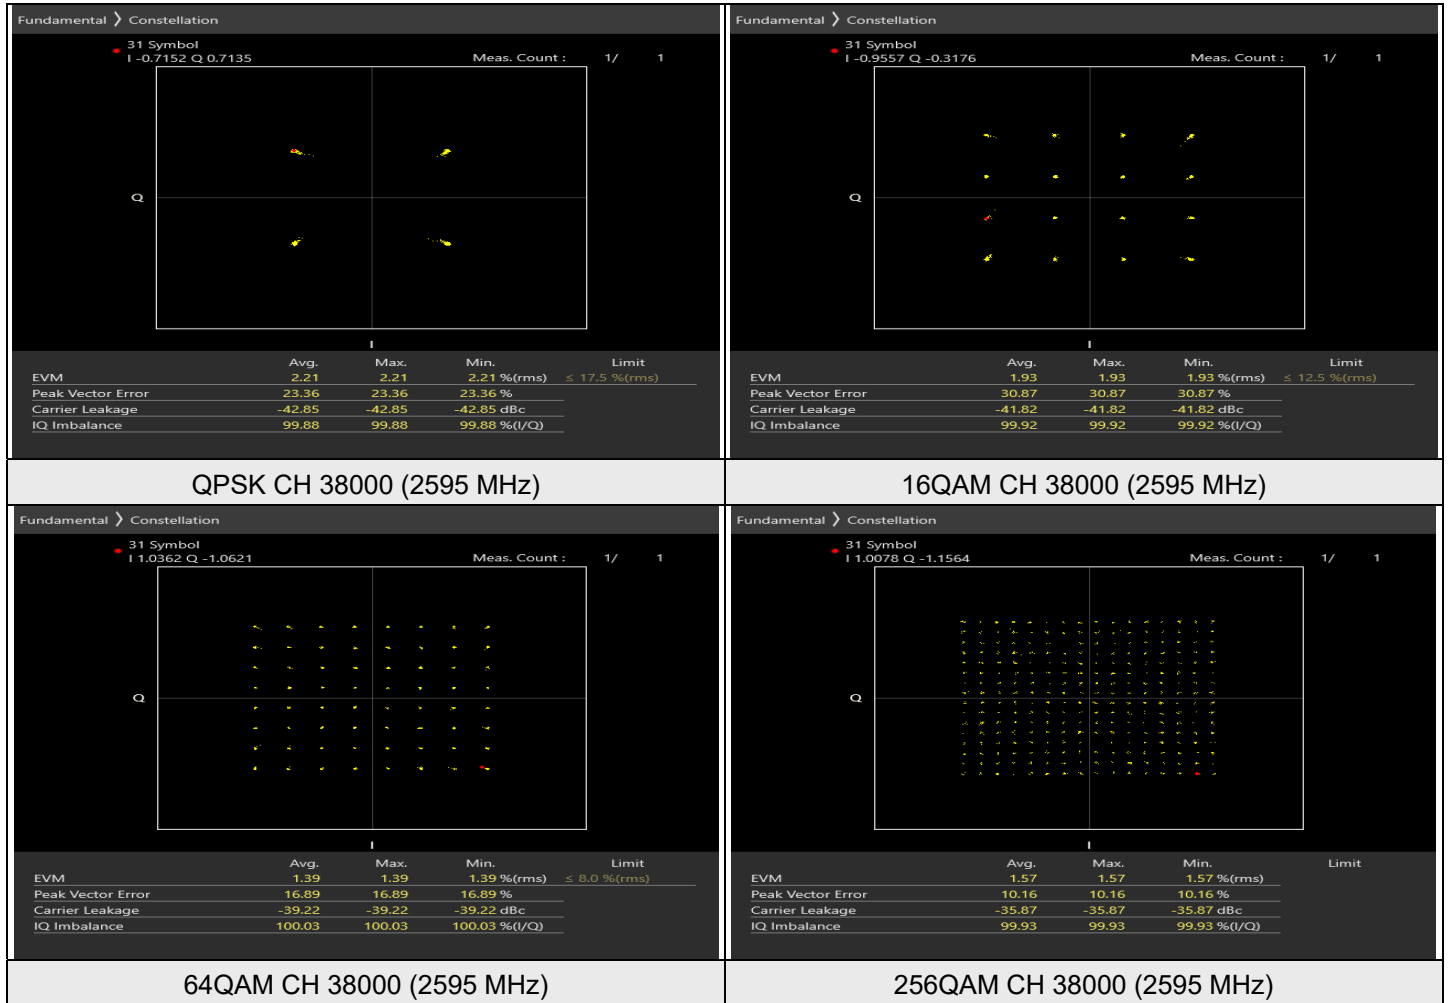 Fundamental > Constellation
31 Symbol
I -0.7152 Q 0.7135
Meas. Count : 1/ 1
Q
I
Avg. Max. Min. Limit
EVM 2.21 2.21 2.21 %(rms) ≤ 17.5 %(rms)
Peak Vector Error 23.36 23.36 23.36 %
Carrier Leakage -42.85 -42.85 -42.85 dBc
IQ Imbalance 99.88 99.88 99.88 %(I/Q)
QPSK CH 38000 (2595 MHz)
Fundamental > Constellation
31 Symbol
I -0.9557 Q -0.3176
Meas. Count : 1/ 1
Q
I
Avg. Max. Min. Limit
EVM 1.93 1.93 1.93 %(rms) ≤ 12.5 %(rms)
Peak Vector Error 30.87 30.87 30.87 %
Carrier Leakage -41.82 -41.82 -41.82 dBc
IQ Imbalance 99.92 99.92 99.92 %(I/Q)
16QAM CH 38000 (2595 MHz)
Fundamental > Constellation
31 Symbol
I 1.0362 Q -1.0621
Meas. Count : 1/ 1
Q
I
Avg. Max. Min. Limit
EVM 1.39 1.39 1.39 %(rms) ≤ 8.0 %(rms)
Peak Vector Error 16.89 16.89 16.89 %
Carrier Leakage -39.22 -39.22 -39.22 dBc
IQ Imbalance 100.03 100.03 100.03 %(I/Q)
64QAM CH 38000 (2595 MHz)
Fundamental > Constellation
31 Symbol
I 1.0078 Q -1.1564
Meas. Count : 1/ 1
Q
I
Avg. Max. Min. Limit
EVM 1.57 1.57 1.57 %(rms)
Peak Vector Error 10.16 10.16 10.16 %
Carrier Leakage -35.87 -35.87 -35.87 dBc
IQ Imbalance 99.93 99.93 99.93 %(I/Q)
256QAM CH 38000 (2595 MHz)